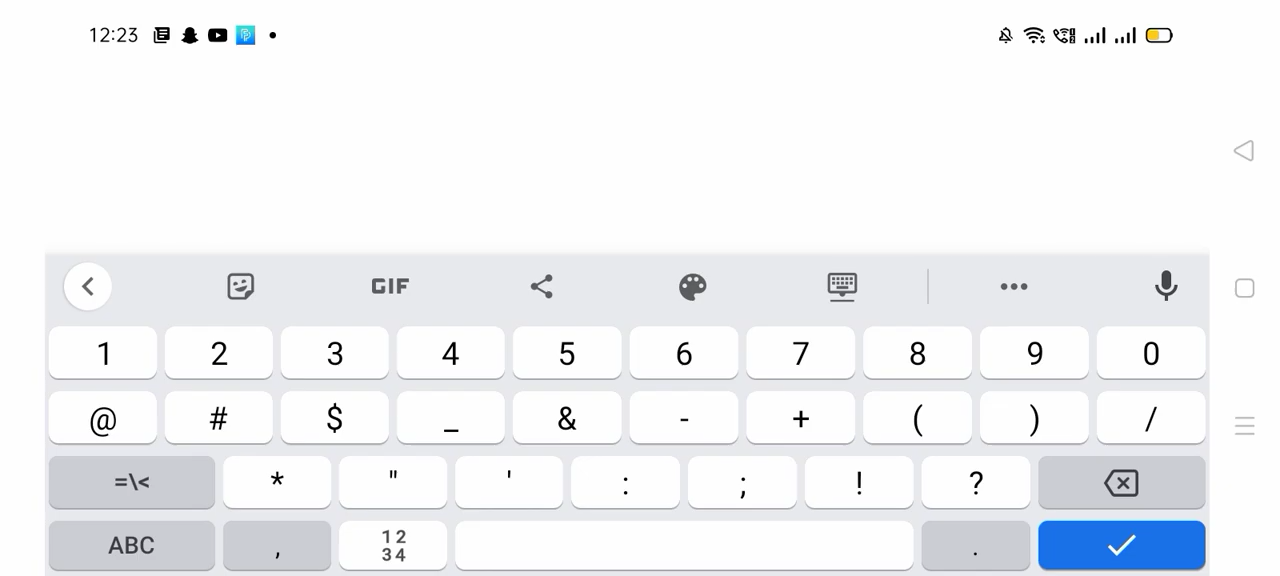 12:23
GIF
1 2 3 4 5 6 7 8 9 0
@ # $ _ & - + ( ) /
=\< * " ' : ; ! ?
ABC , 12 .
34